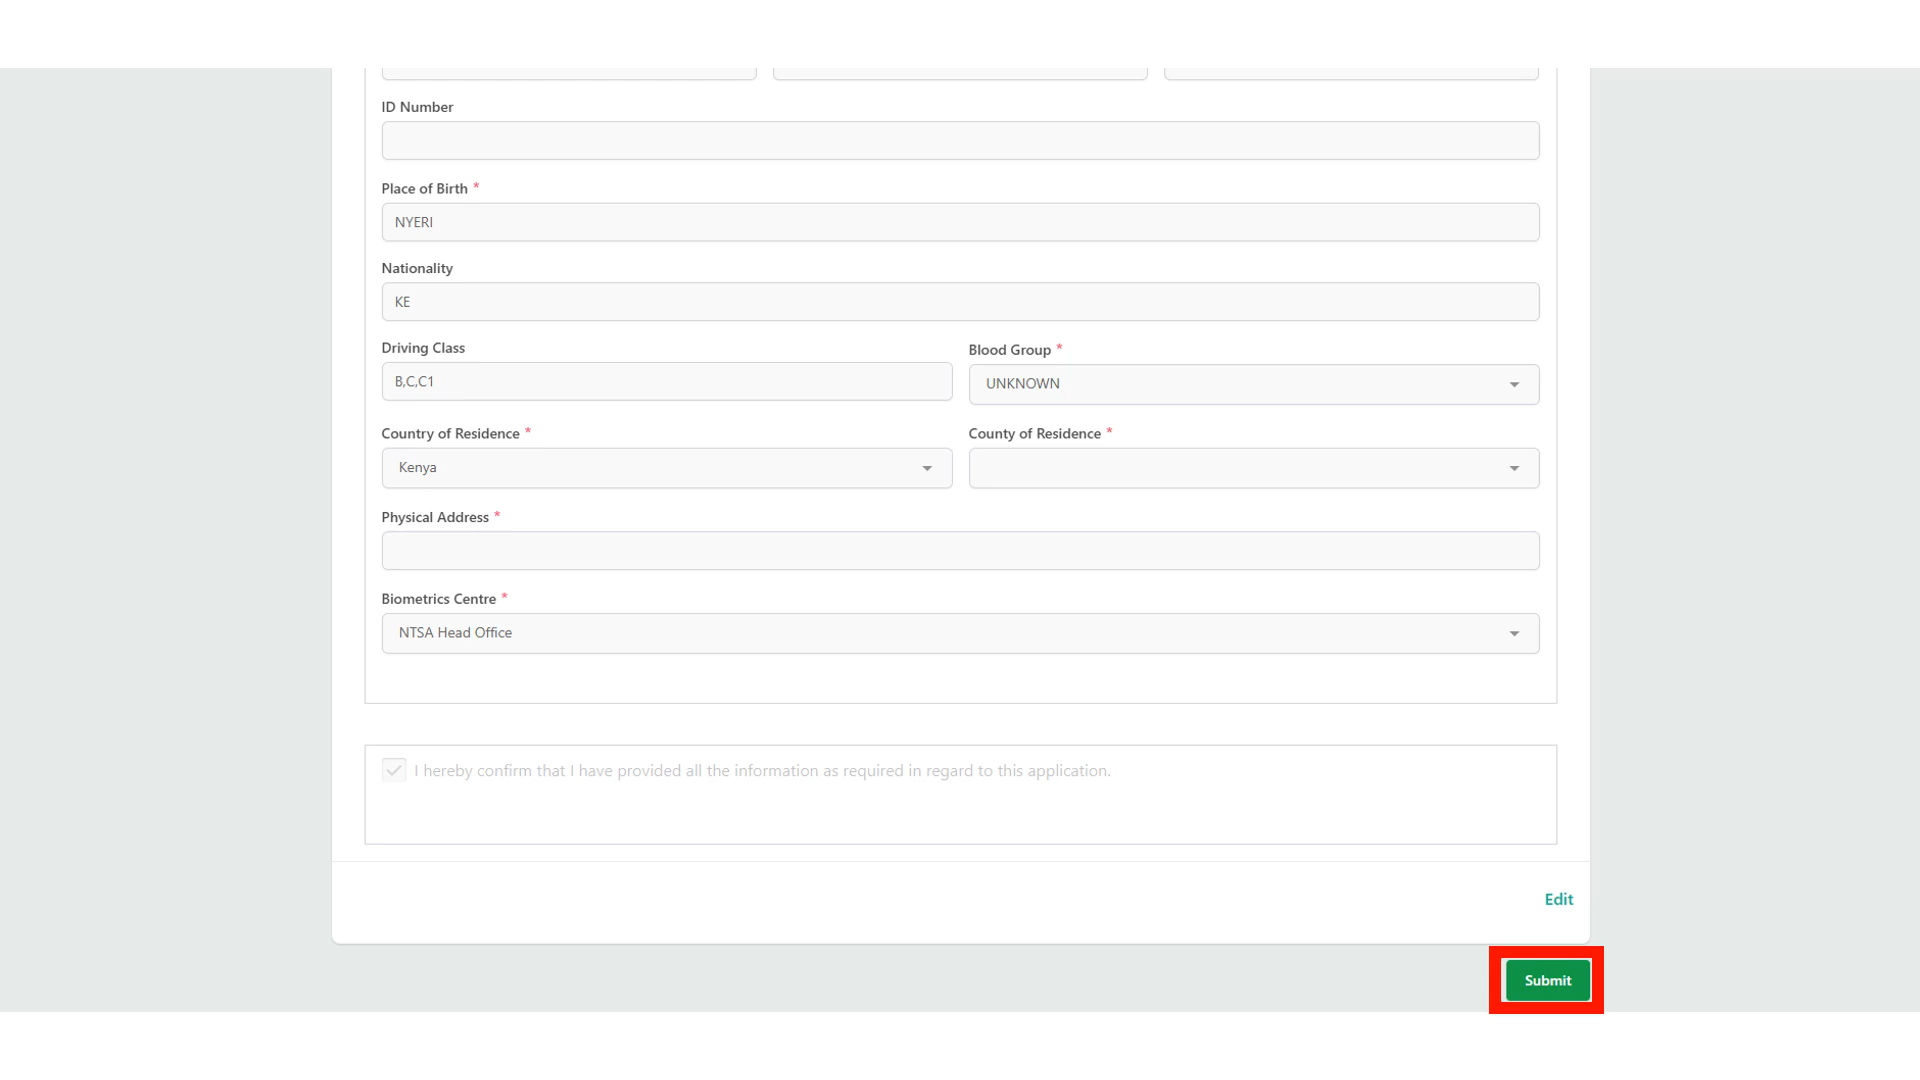 ID Number
Place of Birth *
NYERI
Nationality
KE
Driving Class
B,C,C1
Blood Group *
UNKNOWN
Country of Residence *
Kenya
County of Residence *
Physical Address *
Biometrics Centre *
NTSA Head Office
I hereby confirm that I have provided all the information as required in regard to this application.
Edit
Submit